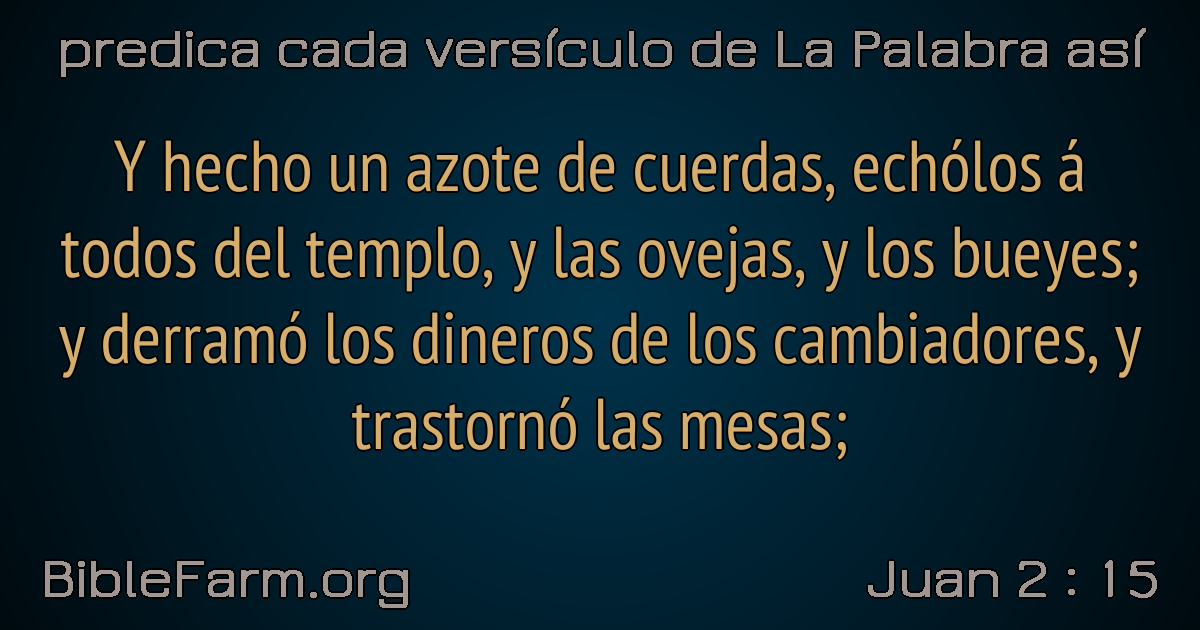 predica cada versículo de La Palabra así
Y hecho un azote de cuerdas, echólos á
todos del templo, y las ovejas, y los bueyes;
y derramó los dineros de los cambiadores, y
trastornó las mesas;
BibleFarm.org
Juan 2 : 15